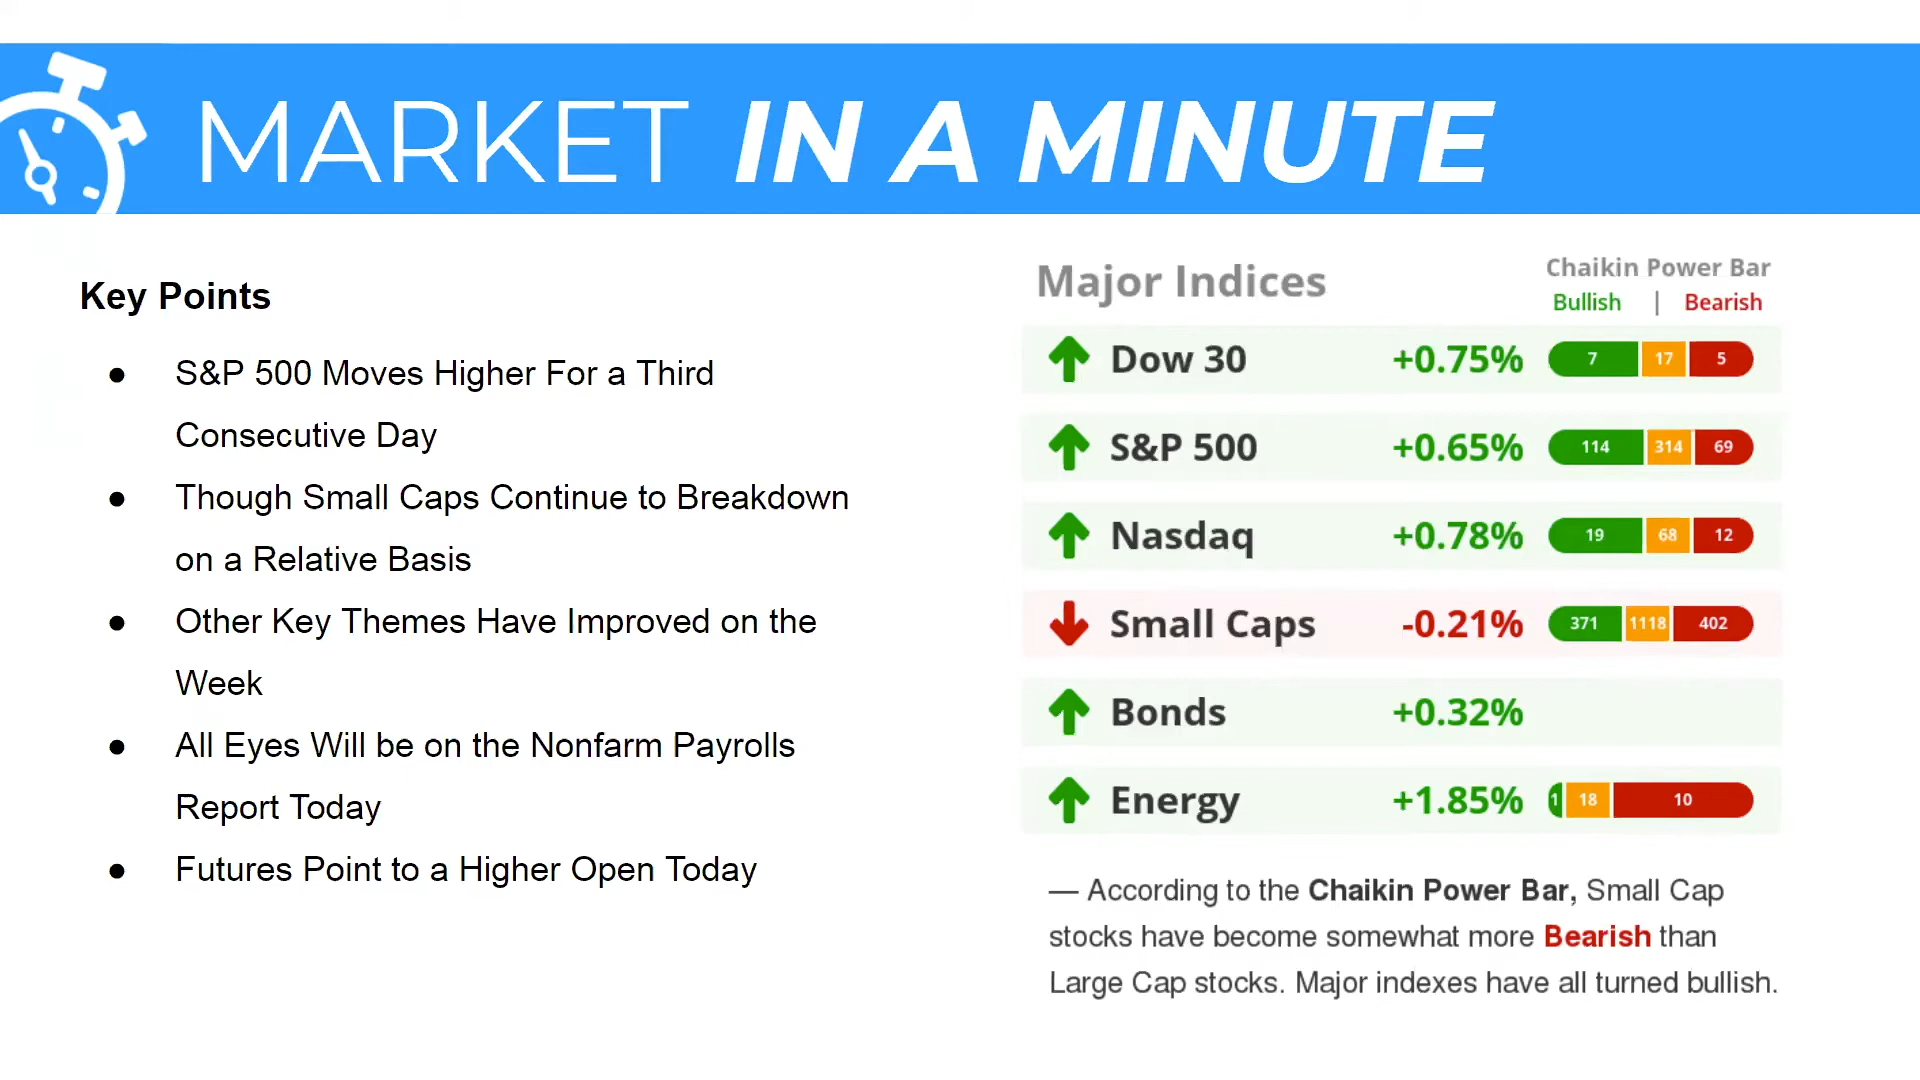 MARKET IN A MINUTE
Key Points
● S&P 500 Moves Higher For a Third
Consecutive Day
● Though Small Caps Continue to Breakdown
on a Relative Basis
● Other Key Themes Have Improved on the
Week
● All Eyes Will be on the Nonfarm Payrolls
Report Today
● Futures Point to a Higher Open Today
Major Indices
Chaikin Power Bar
Bullish | Bearish
Dow 30 +0.75% 7 17 5
S&P 500 +0.65% 114 314 69
Nasdaq +0.78% 19 68 12
Small Caps -0.21% 371 1118 402
Bonds +0.32%
Energy +1.85% 1 18 10
— According to the Chaikin Power Bar, Small Cap
stocks have become somewhat more Bearish than
Large Cap stocks. Major indexes have all turned bullish.